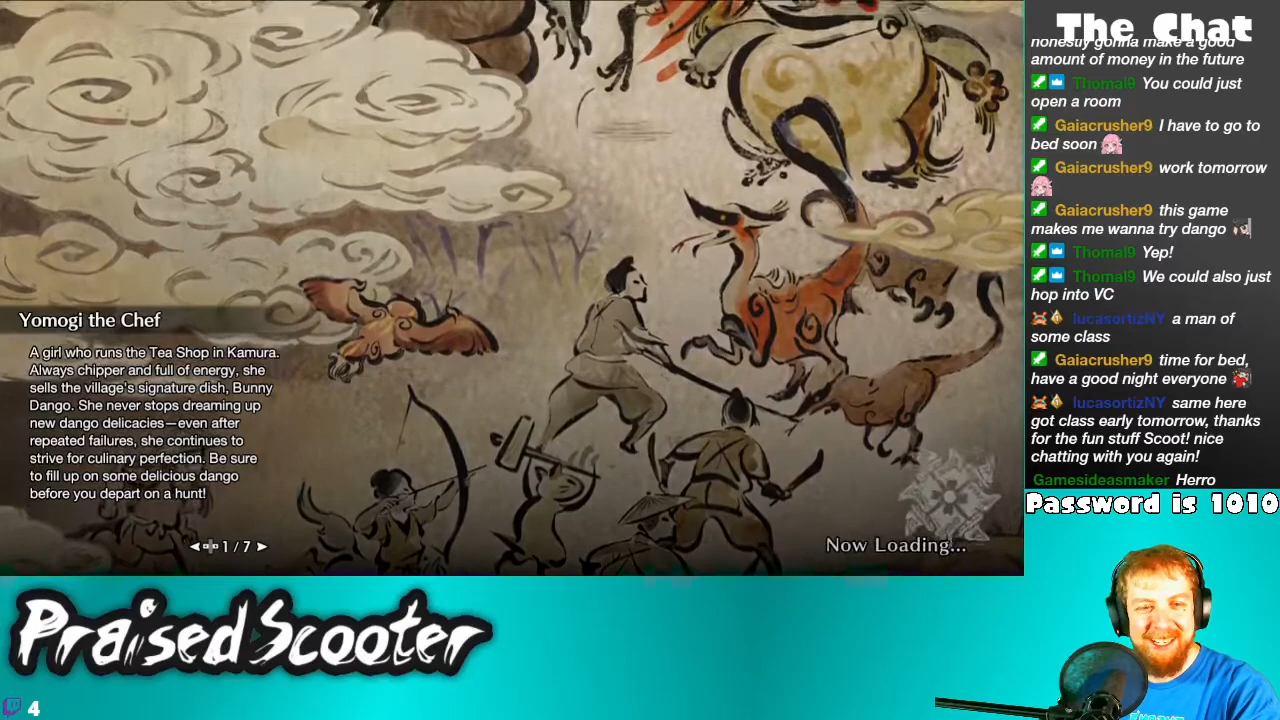 The Chat
honestly gonna make a good
amount of money in the future
Thomal9 You could just
open a room
Gaiacrusher9 I have to go to
bed soon
Gaiacrusher9 work tomorrow
Gaiacrusher9 this game
makes me wanna try dango
Thomal9 Yep!
Thomal9 We could also just
hop into VC
lucasortizNY a man of
some class
Gaiacrusher9 time for bed,
have a good night everyone
lucasortizNY same here
got class early tomorrow, thanks
for the fun stuff Scoot! nice
chatting with you again!
Gamesideasmaker Herro
Password is 1010
Yomogi the Chef
A girl who runs the Tea Shop in Kamura.
Always chipper and full of energy, she
sells the village's signature dish, Bunny
Dango. She never stops dreaming up
new dango delicacies—even after
repeated failures, she continues to
strive for culinary perfection. Be sure
to fill up on some delicious dango
before you depart on a hunt!
1 / 7
Now Loading...
Praised Scooter
4